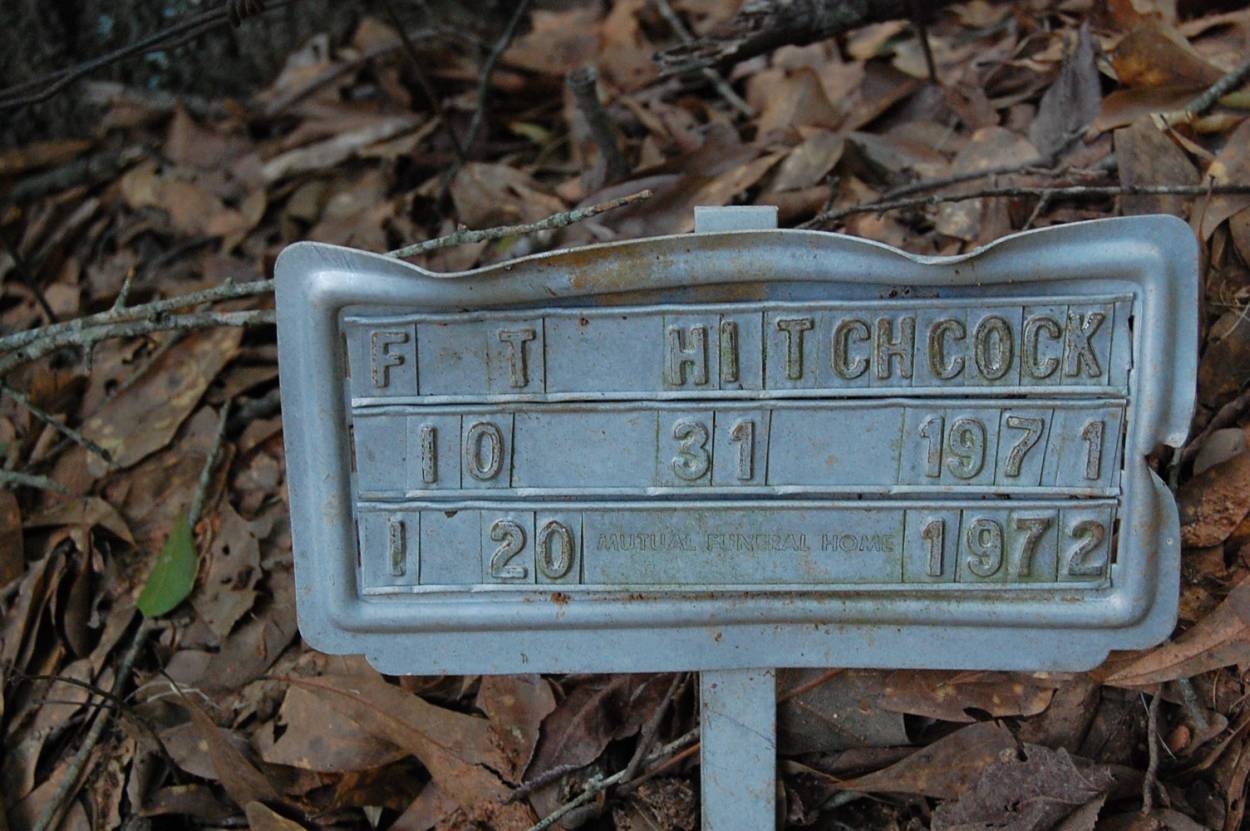 F T HITCHCOCK
10 31 1971
1 20 MUTUAL FUNERAL HOME 1972